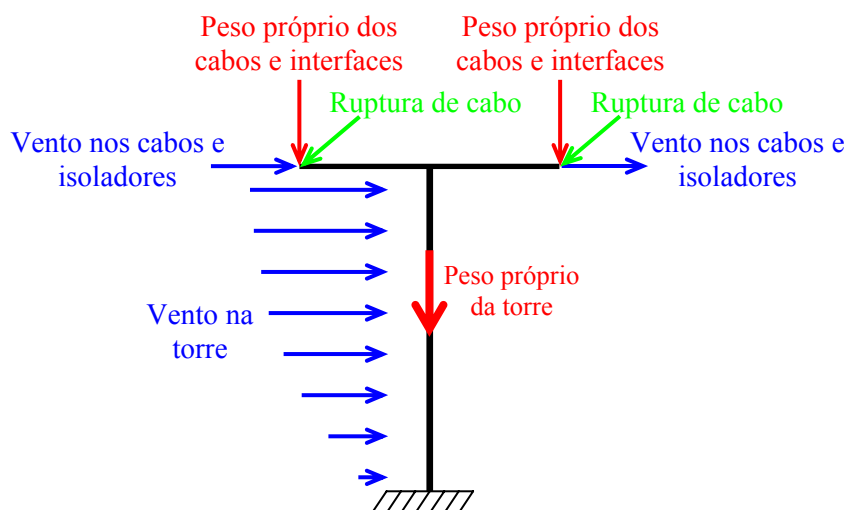 Peso próprio dos
cabos e interfaces
Peso próprio dos
cabos e interfaces
Ruptura de cabo
Ruptura de cabo
Vento nos cabos e
isoladores
Vento nos cabos e
isoladores
Peso próprio
da torre
Vento na
torre